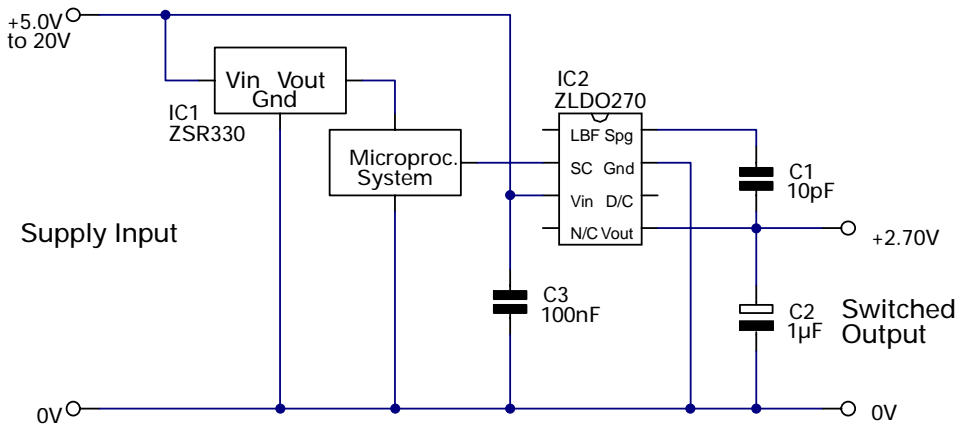 +5.0V
to 20V
Vin Vout
Gnd
IC1
ZSR330
Microproc.
System
IC2
ZLDO270
LBF Spg
SC Gnd
Vin D/C
N/C Vout
C1
10pF
Supply Input
+2.70V
C3
100nF
C2
1µF
Switched
Output
0V
0V